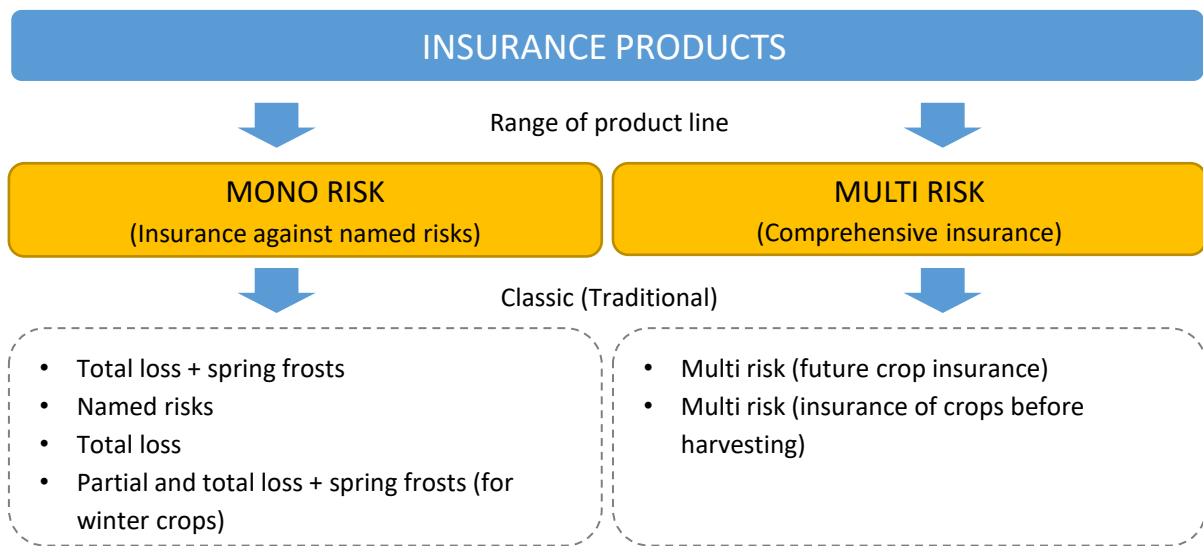 INSURANCE PRODUCTS
Range of product line
MONO RISK
(Insurance against named risks)
MULTI RISK
(Comprehensive insurance)
Classic (Traditional)
• Total loss + spring frosts
• Named risks
• Total loss
• Partial and total loss + spring frosts (for
winter crops)
• Multi risk (future crop insurance)
• Multi risk (insurance of crops before
harvesting)